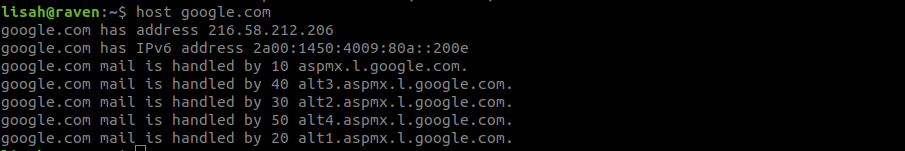 lisah@raven:~$ host google.com
google.com has address 216.58.212.206
google.com has IPv6 address 2a00:1450:4009:80a::200e
google.com mail is handled by 10 aspmx.l.google.com.
google.com mail is handled by 40 alt3.aspmx.l.google.com.
google.com mail is handled by 30 alt2.aspmx.l.google.com.
google.com mail is handled by 50 alt4.aspmx.l.google.com.
google.com mail is handled by 20 alt1.aspmx.l.google.com.